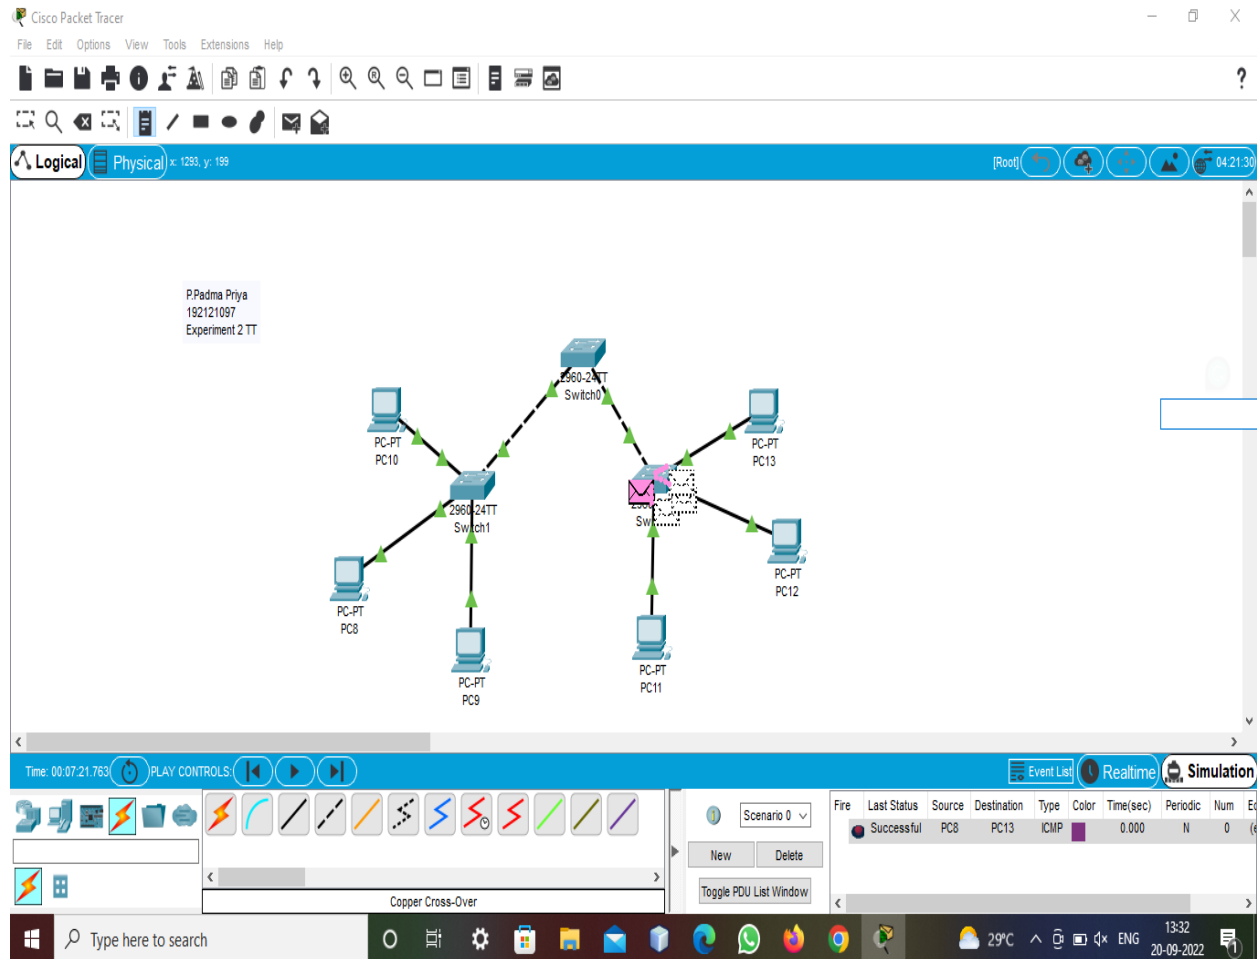 Cisco Packet Tracer
File Edit Options View Tools Extensions Help
?
Logical Physical x: 1293, y: 199 [Root] 04:21:30
P.Padma Priya
192121097
Experiment 2 TT
2960-24TT
Switch0
PC-PT
PC10
PC-PT
PC13
2960-24TT
Switch1
PC-PT
PC12
PC-PT
PC8
PC-PT
PC9
PC-PT
PC11
Time: 00:07:21.763 PLAY CONTROLS: Event List Realtime Simulation
Scenario 0
New Delete
Toggle PDU List Window
Fire Last Status Source Destination Type Color Time(sec) Periodic Num
Successful PC8 PC13 ICMP 0.000 N 0
Copper Cross-Over
Type here to search
29°C ENG 13:32
20-09-2022
1